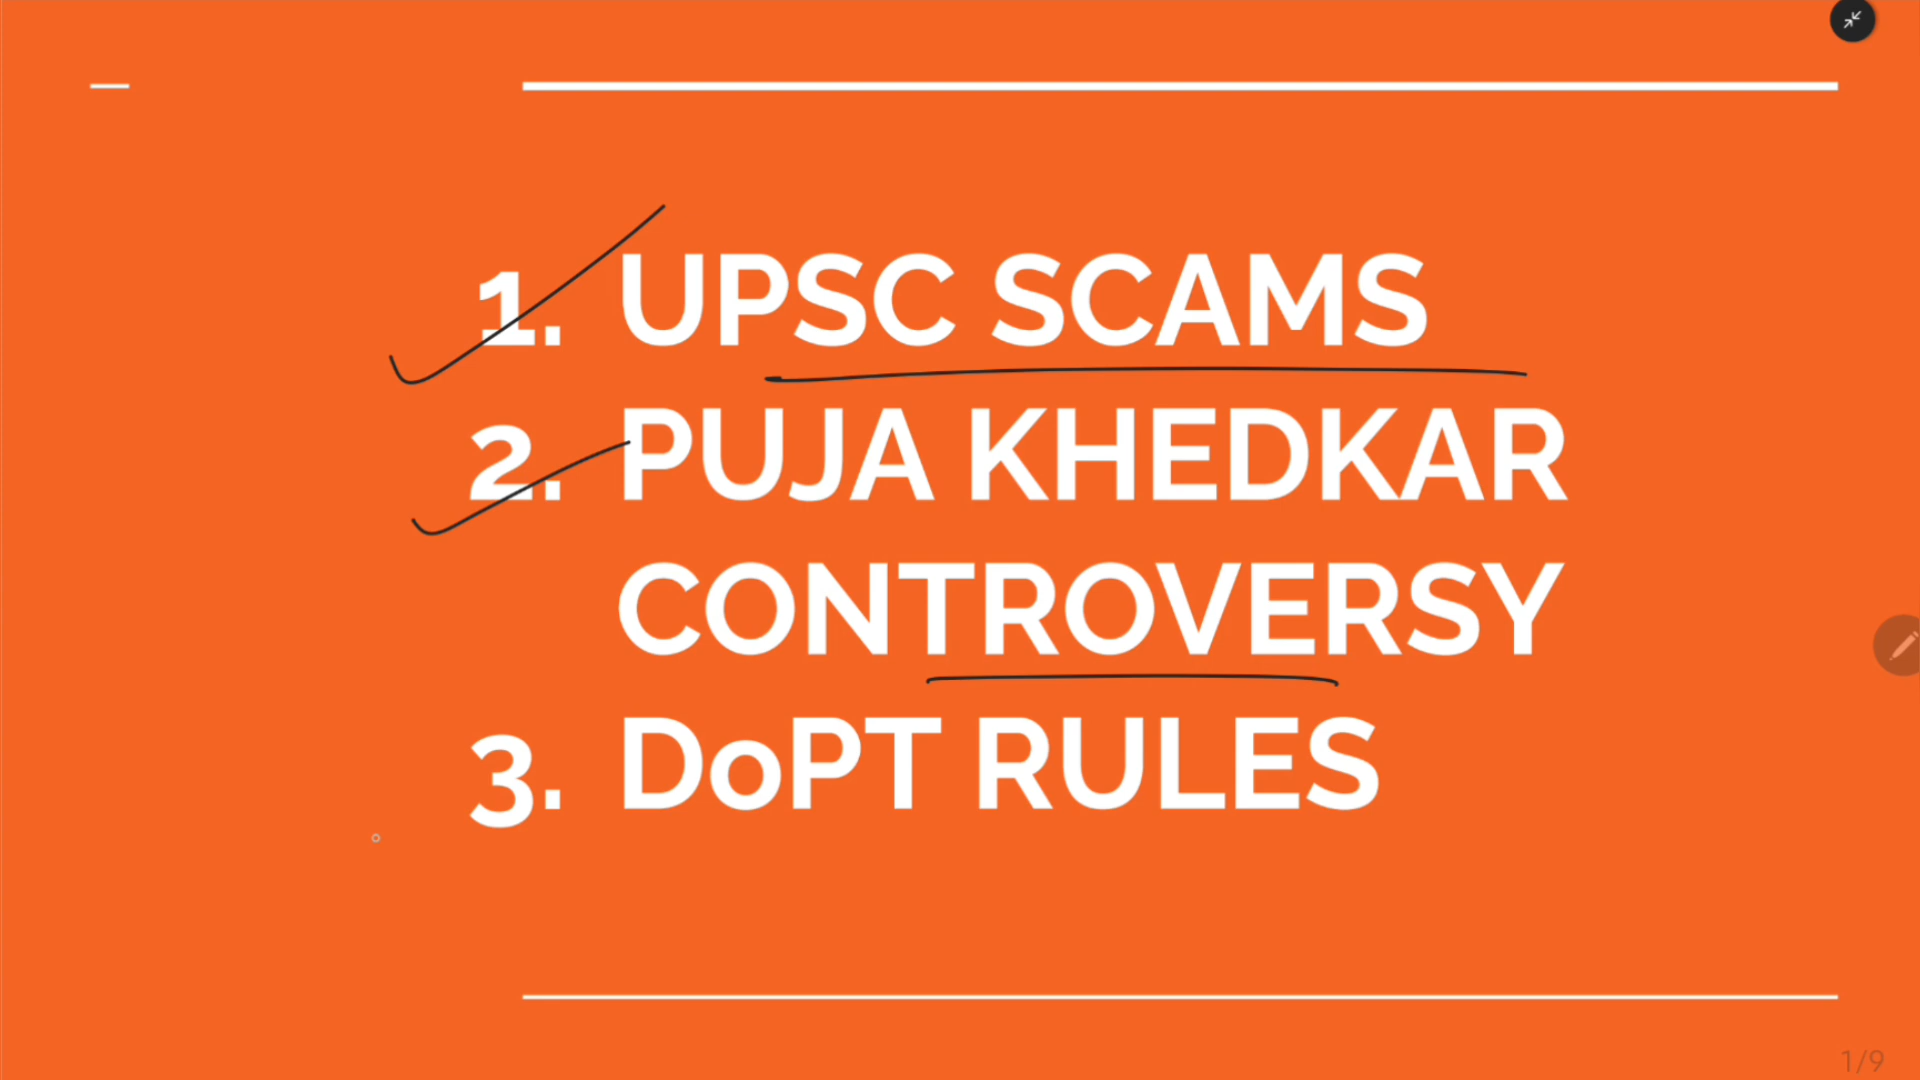 1. UPSC SCAMS
2. PUJA KHEDKAR
CONTROVERSY
3. DoPT RULES
1/9